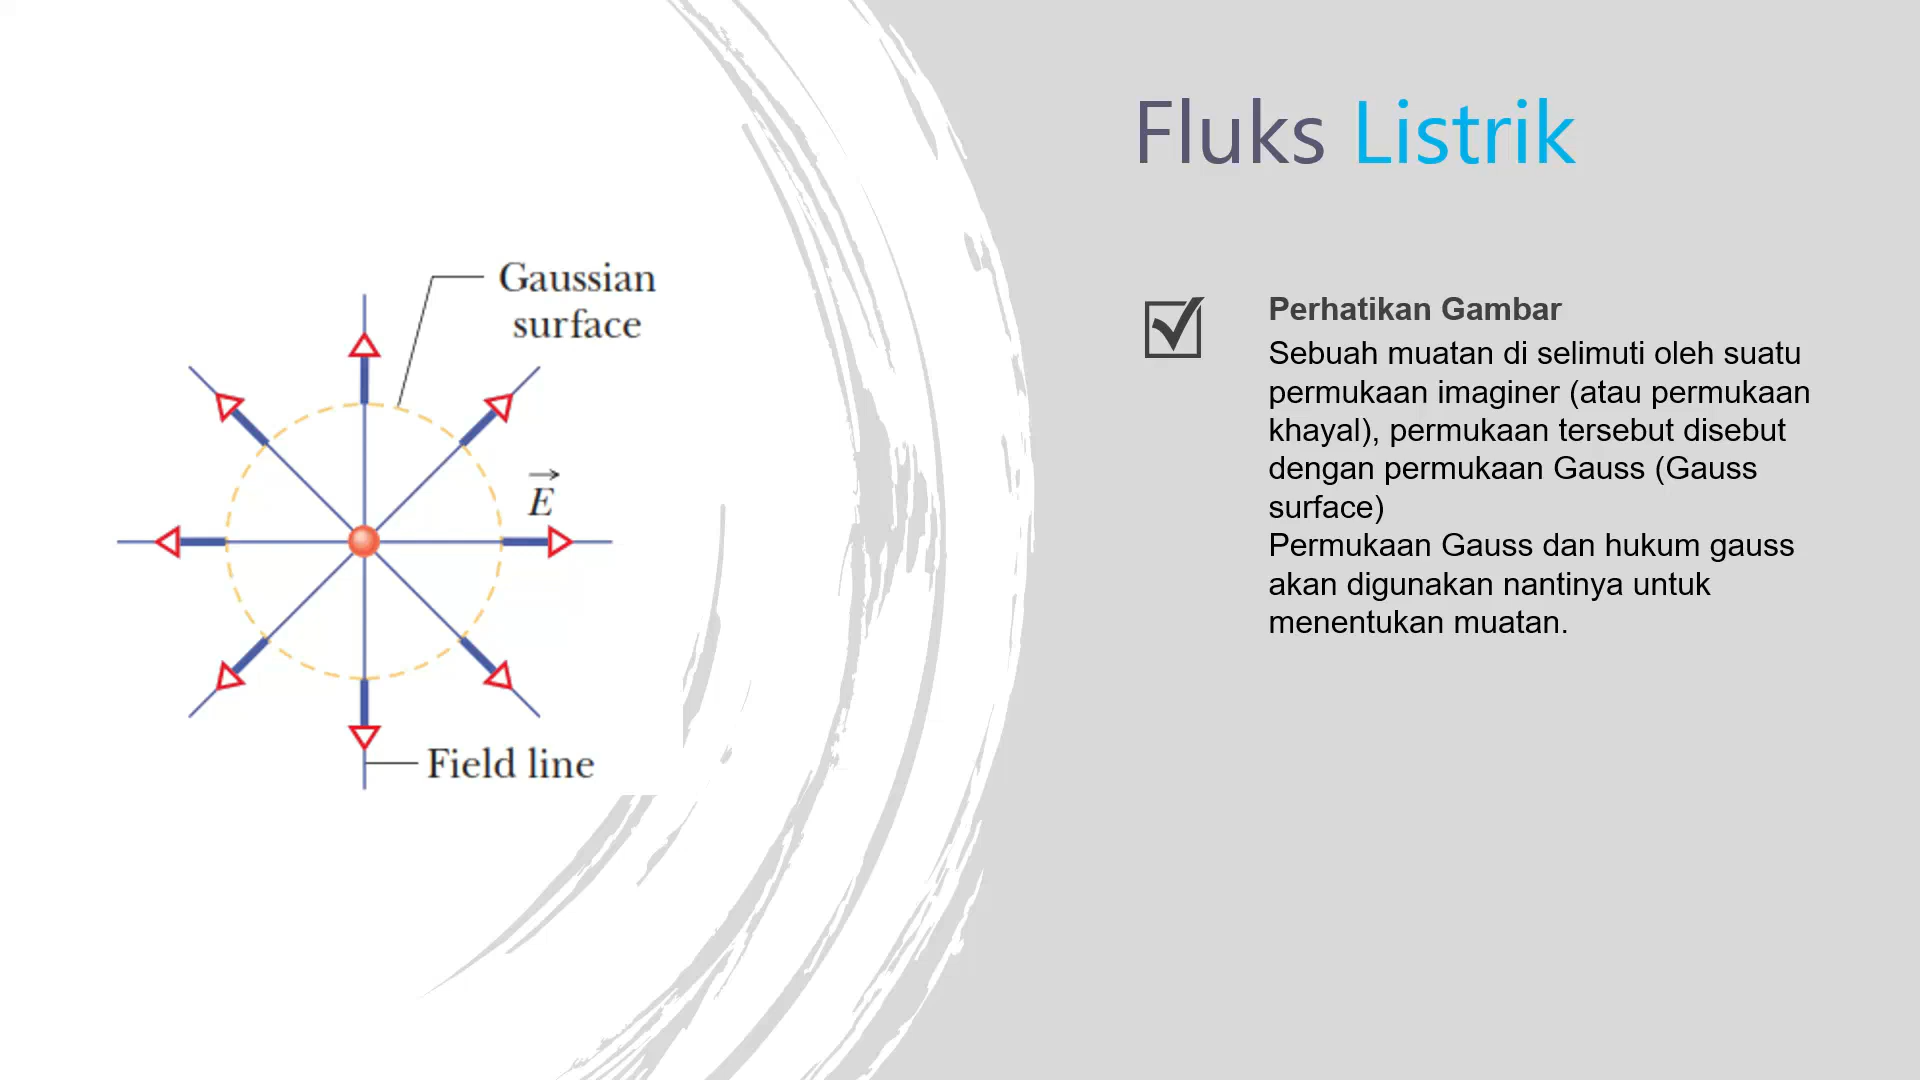 Fluks Listrik
Gaussian
surface
E
Field line
Perhatikan Gambar
Sebuah muatan di selimuti oleh suatu
permukaan imaginer (atau permukaan
khayal), permukaan tersebut disebut
dengan permukaan Gauss (Gauss
surface)
Permukaan Gauss dan hukum gauss
akan digunakan nantinya untuk
menentukan muatan.